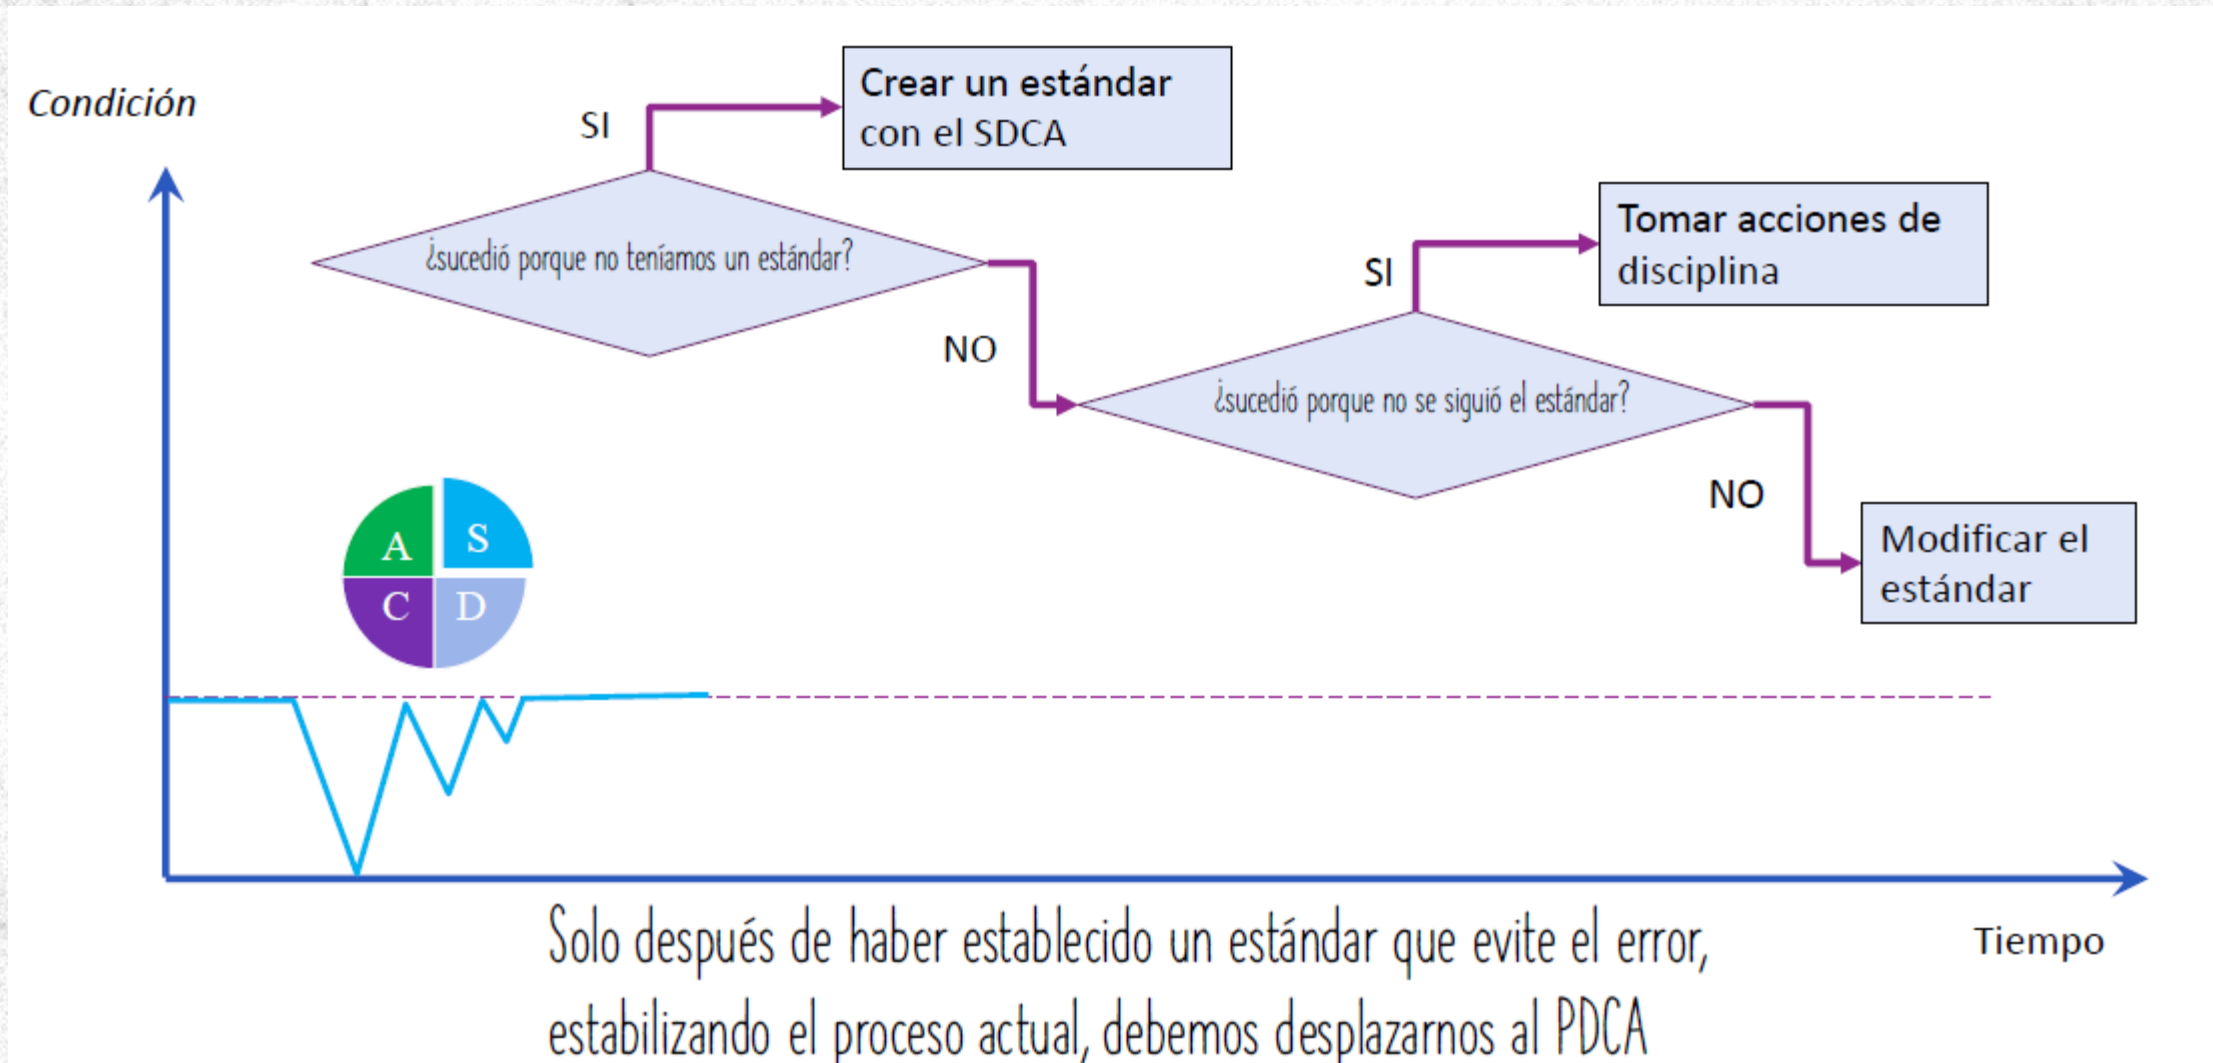 Condición
SI
Crear un estándar
con el SDCA
¿sucedió porque no teníamos un estándar?
NO
SI
Tomar acciones de
disciplina
¿sucedió porque no se siguió el estándar?
NO
Modificar el
estándar
A
S
C
D
Tiempo
Solo después de haber establecido un estándar que evite el error,
estabilizando el proceso actual, debemos desplazarnos al PDCA